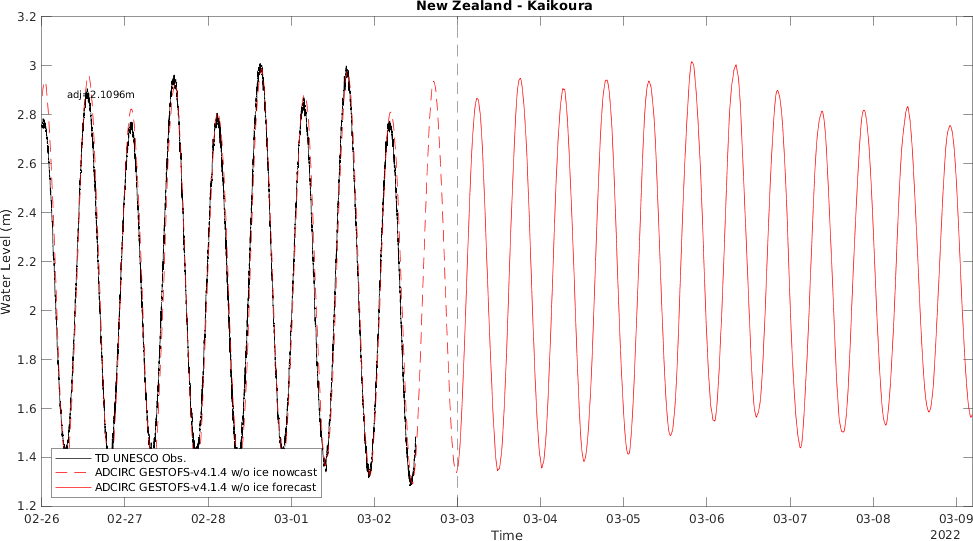 New Zealand - Kaikoura
3.2
3
2.8
2.6
2.4
2.2
2
1.8
1.6
1.4
1.2
Water Level (m)
adj=2.1096m
TD UNESCO Obs.
ADCIRC GESTOFS-v4.1.4 w/o ice nowcast
ADCIRC GESTOFS-v4.1.4 w/o ice forecast
02-26 02-27 02-28 03-01 03-02 03-03 03-04 03-05 03-06 03-07 03-08 03-09
Time
2022